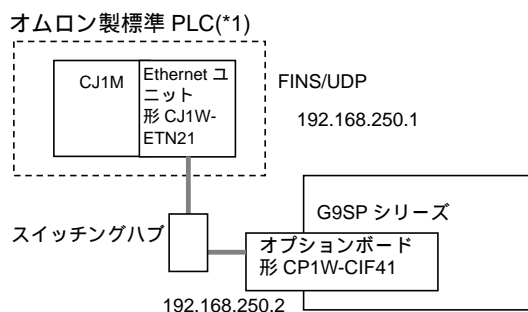 オムロン製標準 PLC(*1)
CJ1M
Ethernet ユ
ニット
形 CJ1W-
ETN21
FINS/UDP
192.168.250.1
スイッチングハブ
G9SP シリーズ
オプションボード
形 CP1W-CIF41
192.168.250.2